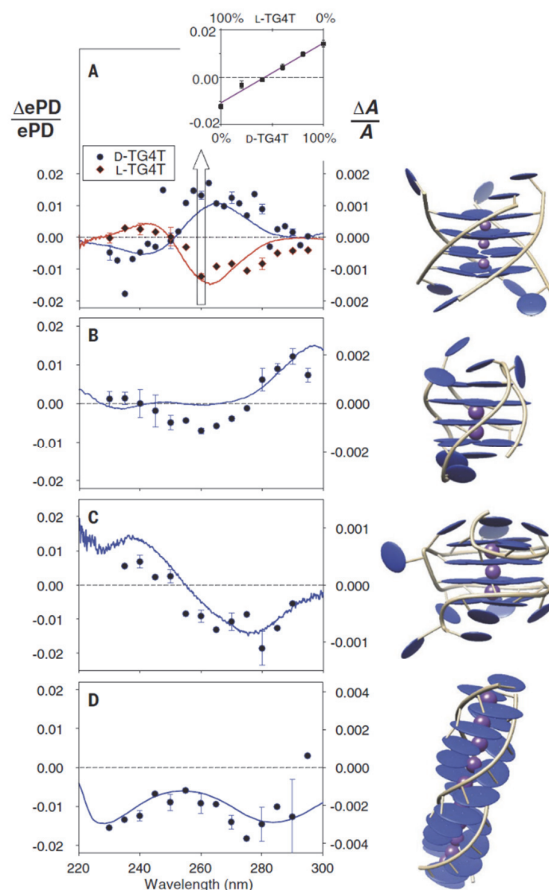 100% L-TG4T 0%
0.02
0.00
-0.02
0% 100%
D-TG4T
A
ΔePD
ePD
ΔA
A
D-TG4T
L-TG4T
0.02 0.002
0.01 0.001
0.00 0.000
-0.01 -0.001
-0.02 -0.002
B
0.02
0.002
0.01
0.00 0.000
-0.01
-0.002
-0.02
C
0.02
0.001
0.01
0.00 0.000
-0.01
-0.001
-0.02
D
0.02 0.004
0.01 0.002
0.00 0.000
-0.01 -0.002
-0.02 -0.004
220 240 260 280 300
Wavelength (nm)